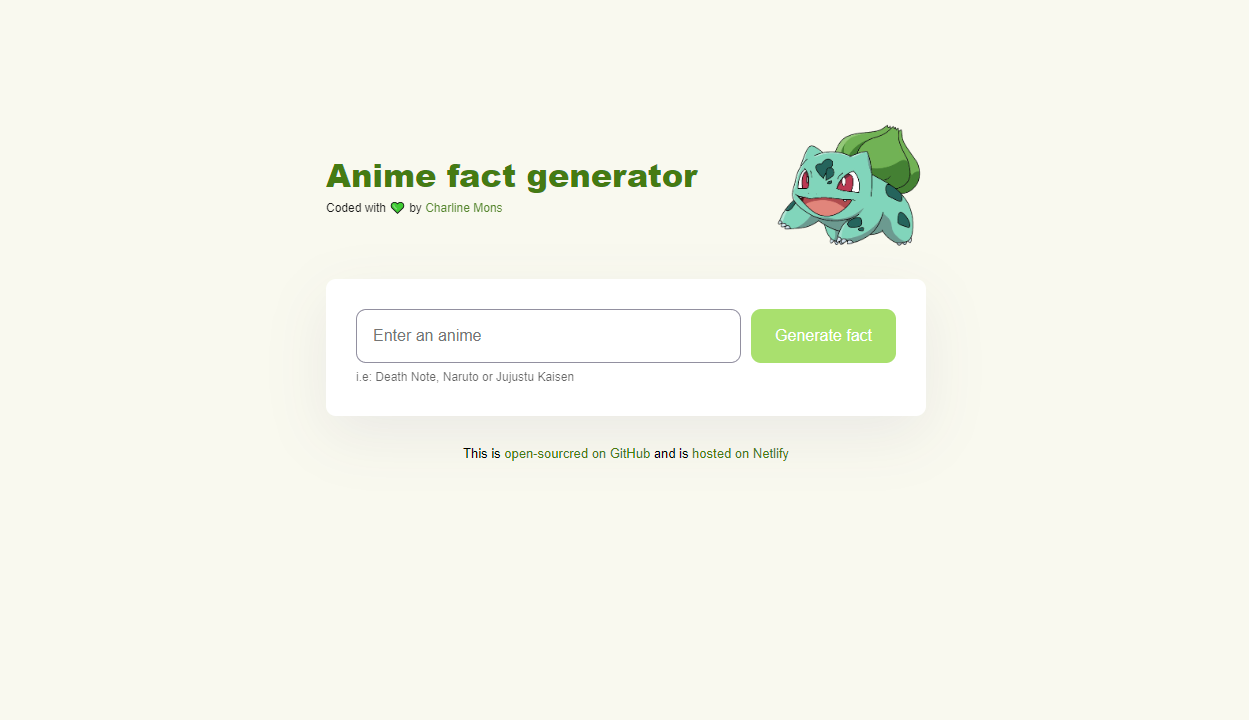 Anime fact generator
Coded with 💚 by Charline Mons
Enter an anime
Generate fact
i.e: Death Note, Naruto or Jujustu Kaisen
This is open-sourcred on GitHub and is hosted on Netlify